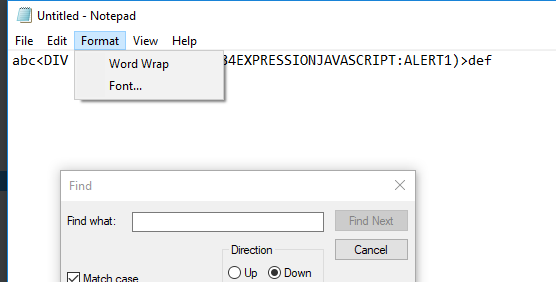 Untitled - Notepad
File Edit Format View Help
abc<DIV 34EXPRESSIONJAVASCRIPT:ALERT1)>def
Word Wrap
Font...
Find
Find what: Find Next
Cancel
Direction
Match case Up Down